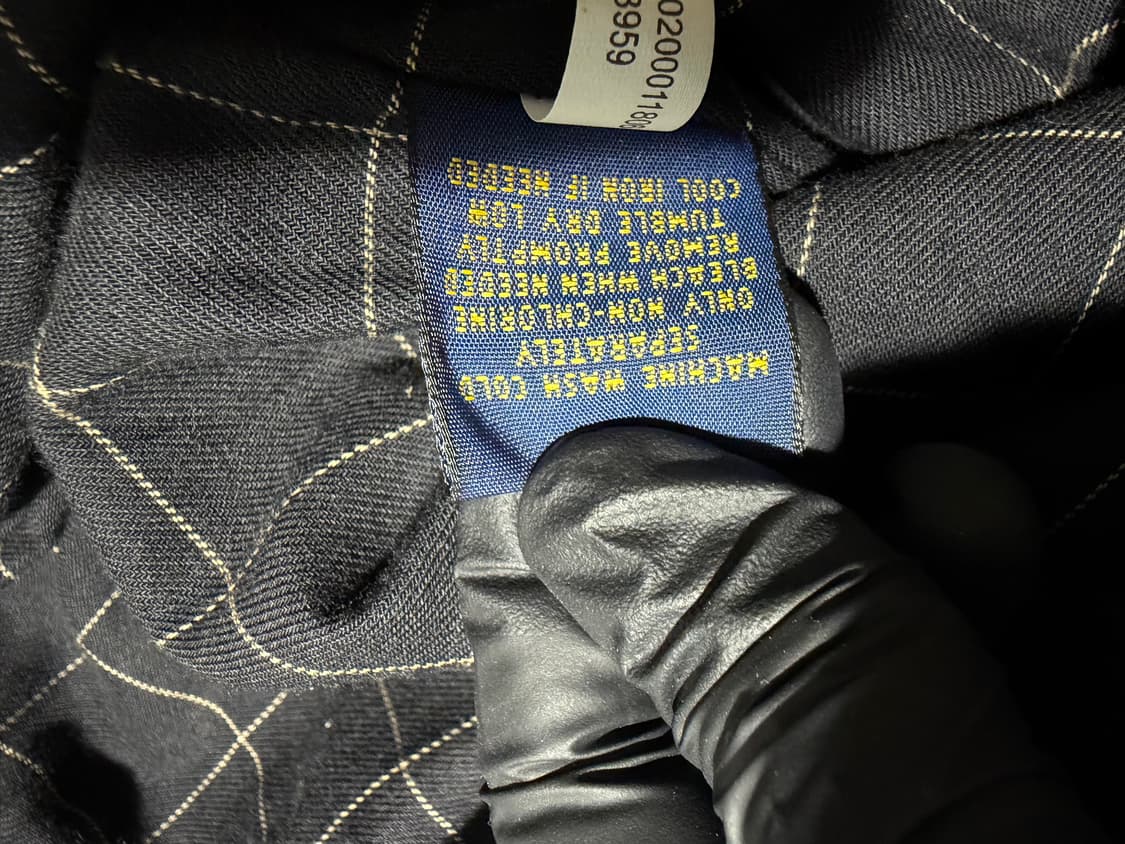 MACHINE WASH COLD
SEPARATELY
ONLY NON-CHLORINE
BLEACH WHEN NEEDED
REMOVE PROMPTLY
TUMBLE DRY LOW
COOL IRON IF NEEDED
0200011808
3959